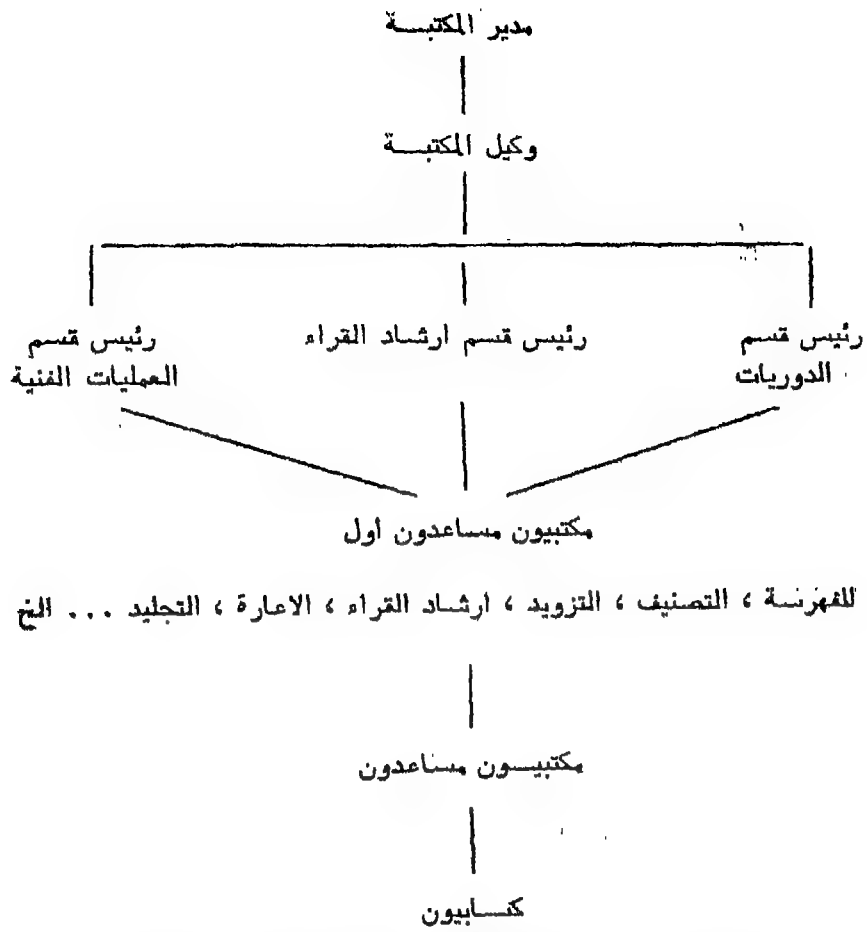 مدير المكتبة
وكيل المكتبة
رئيس قسم الدوريات
رئيس قسم ارشاد القراء
رئيس قسم العمليات الفنية
مكتبيون مساعدون أول
للفهرسة ، التصنيف ، التزويد ، ارشاد القراء ، الاعارة ، التجليد ... الخ
مكتبيون مساعدون
كتابيون